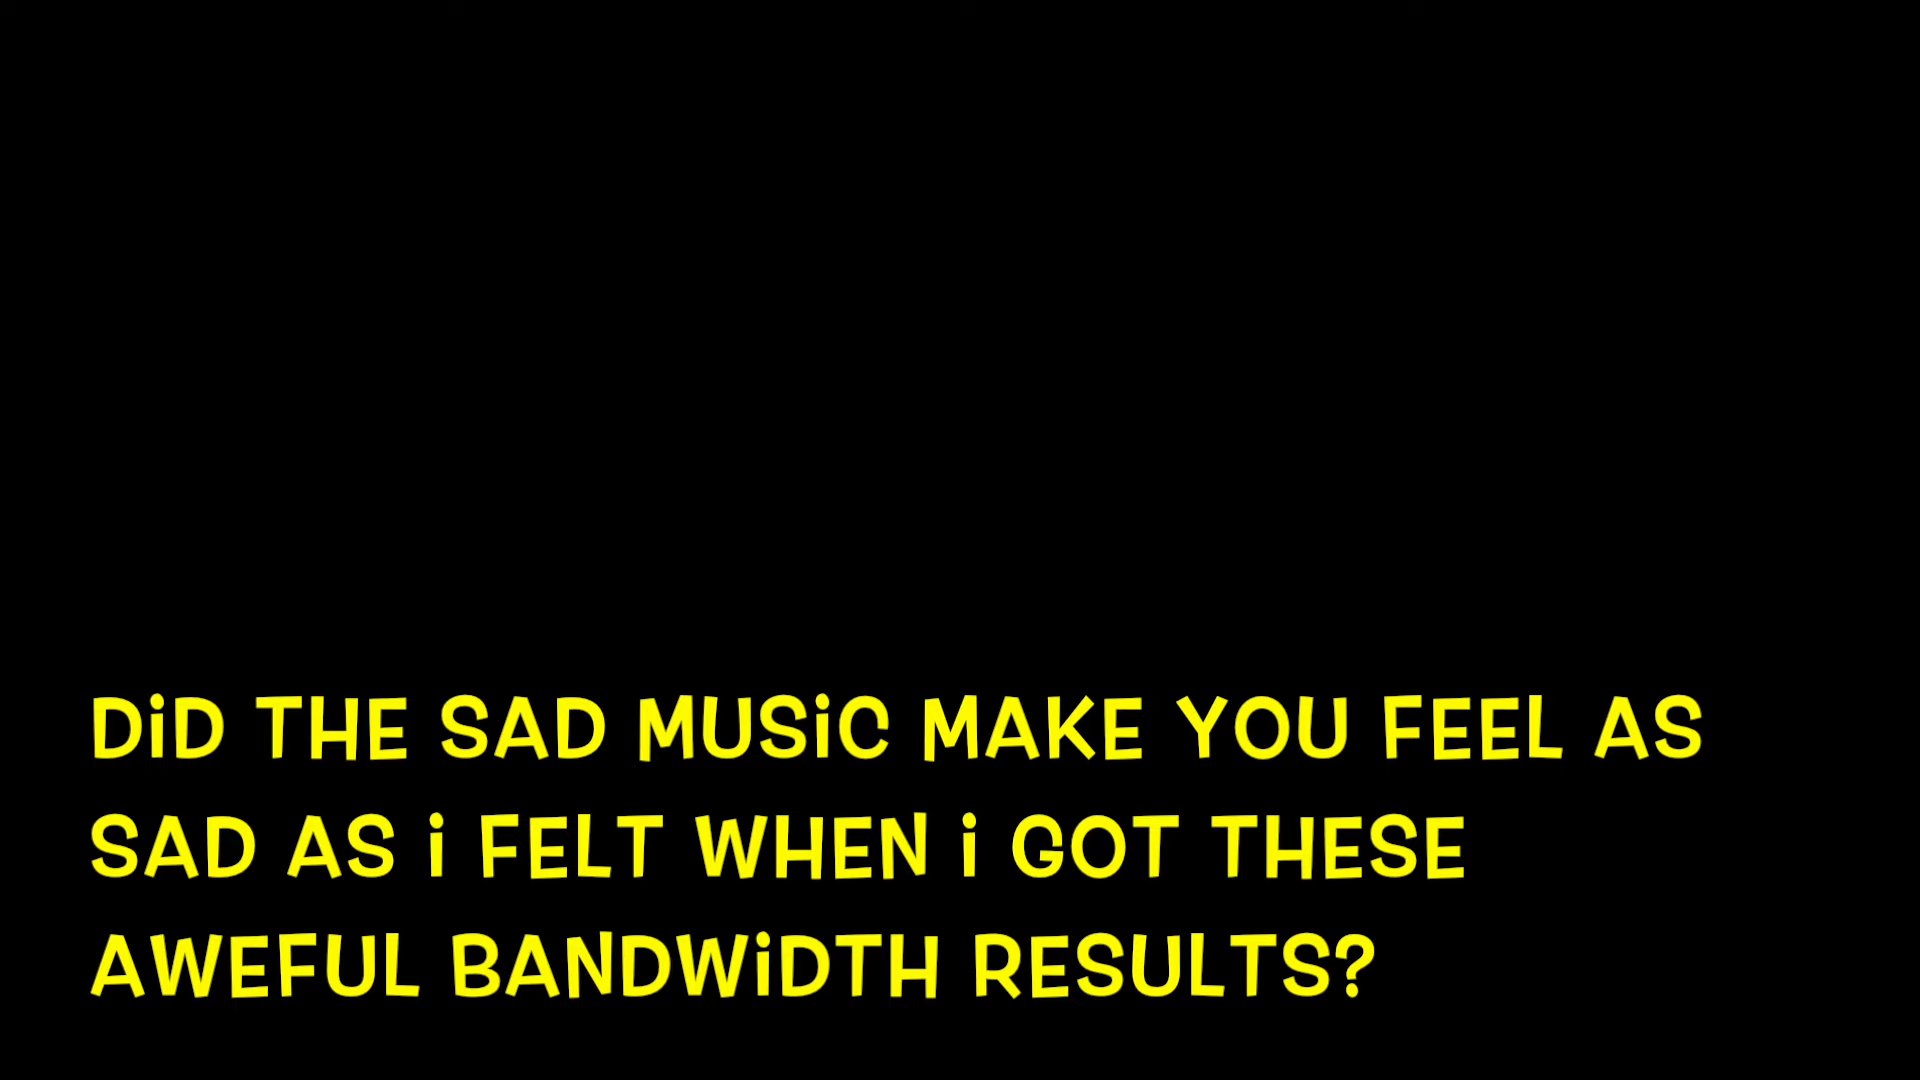 DiD THE SAD MUSiC MAKE YOU FEEL AS
SAD AS i FELT WHEN i GOT THESE
AWEFUL BANDWiDTH RESULTS?